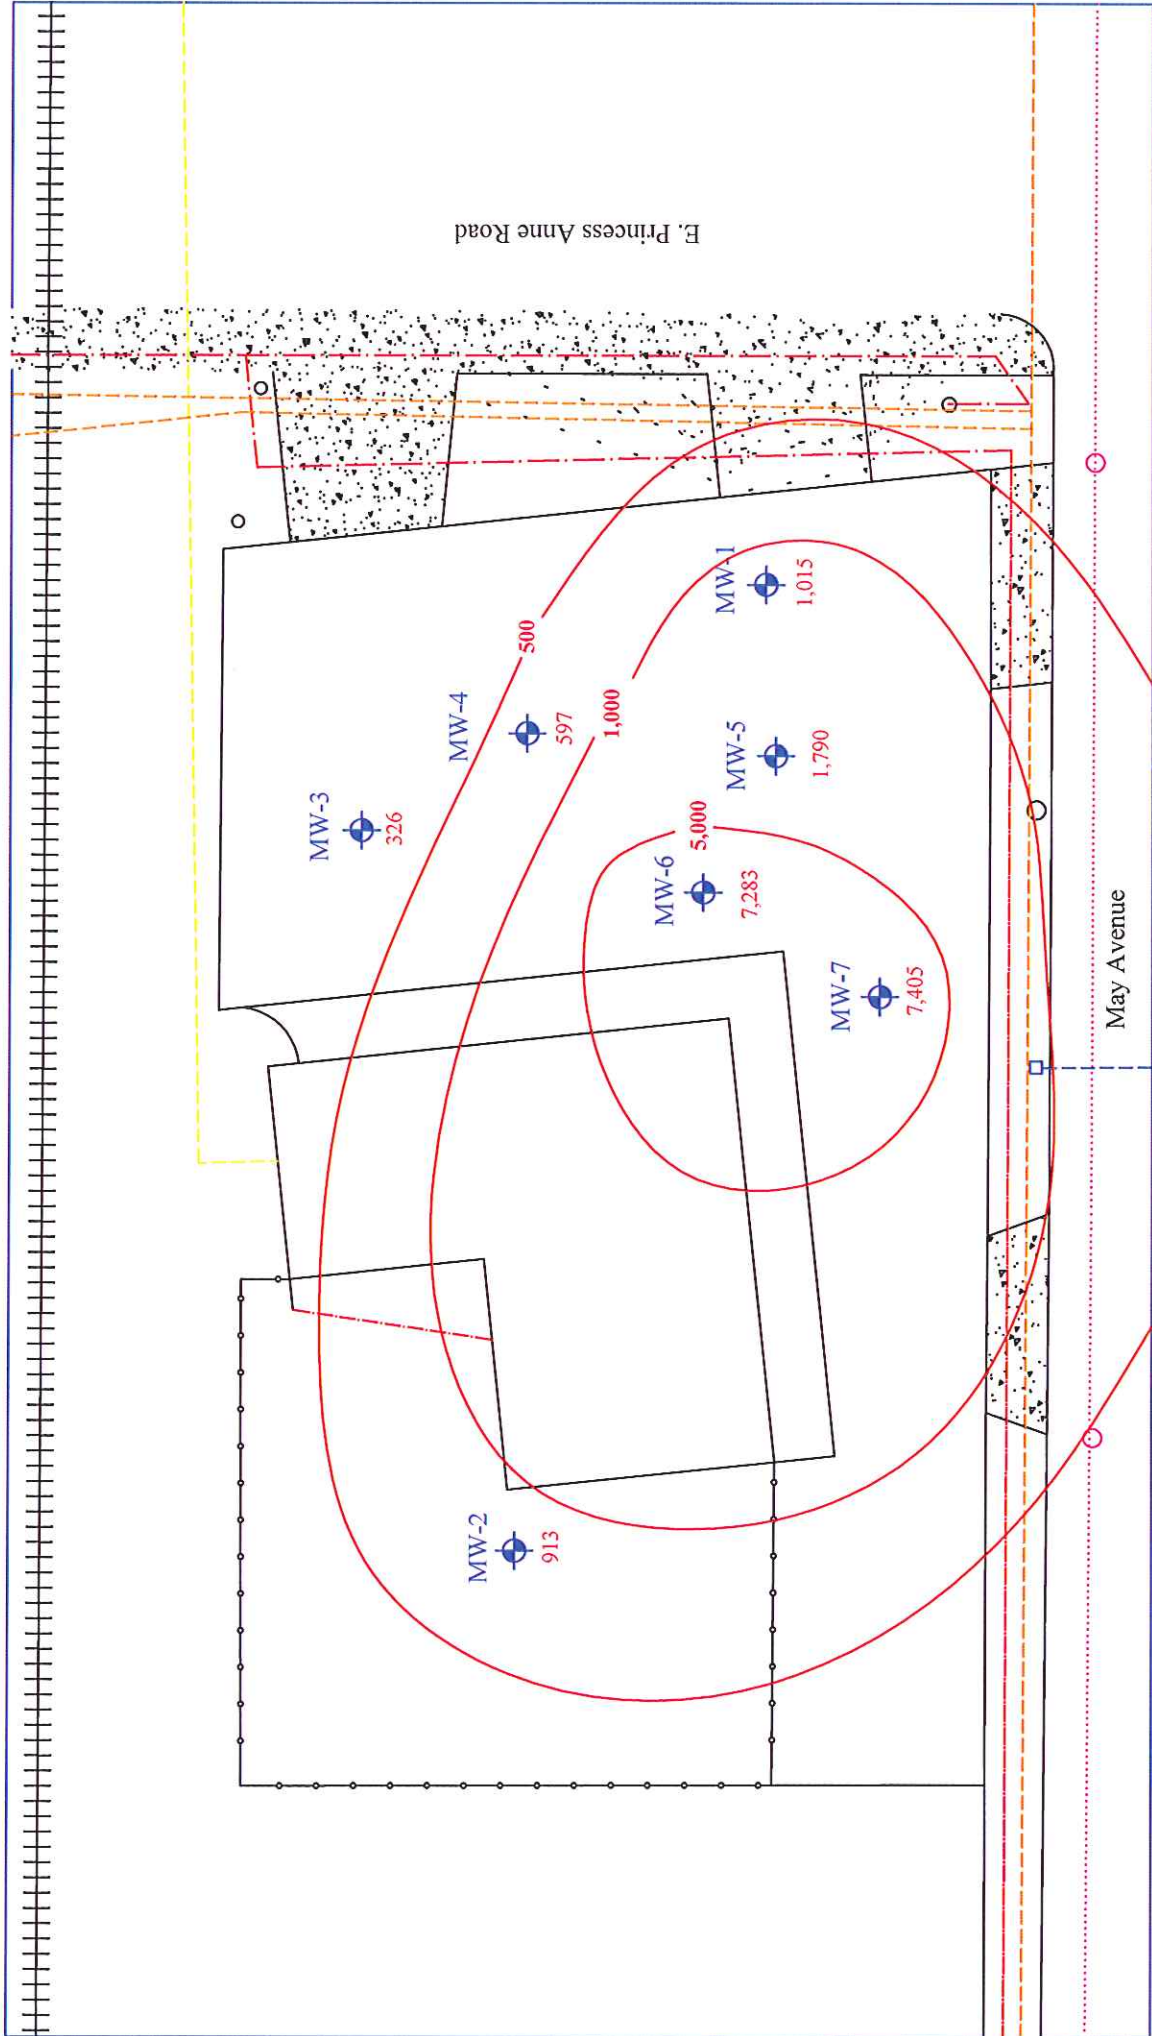 E. Princess Anne Road
MW-1
1,015
500
MW-4
597
1,000
MW-5
1,790
MW-3
326
5,000
MW-6
7,283
MW-7
7,405
May Avenue
MW-2
913